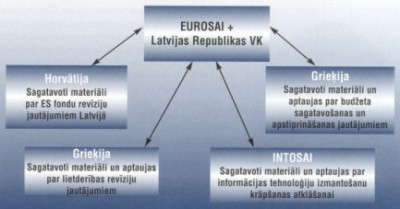 EUROSAI +
Latvijas Republikas VK
Horvātija
Sagatavoti materiāli
par ES fondu revīziju
jautājumiem Latvijā
Grieķija
Sagatavoti materiāli un
aptaujas par budžeta
sagatavošanas un
apstiprināšanas jautājumiem
Grieķija
Sagatavoti materiāli un aptaujas
par lietderības revīziju
jautājumiem
INTOSAI
Sagatavoti materiāli un aptaujas par
informācijas tehnoloģiju izmantošanu
krāpšanas atklāšanai